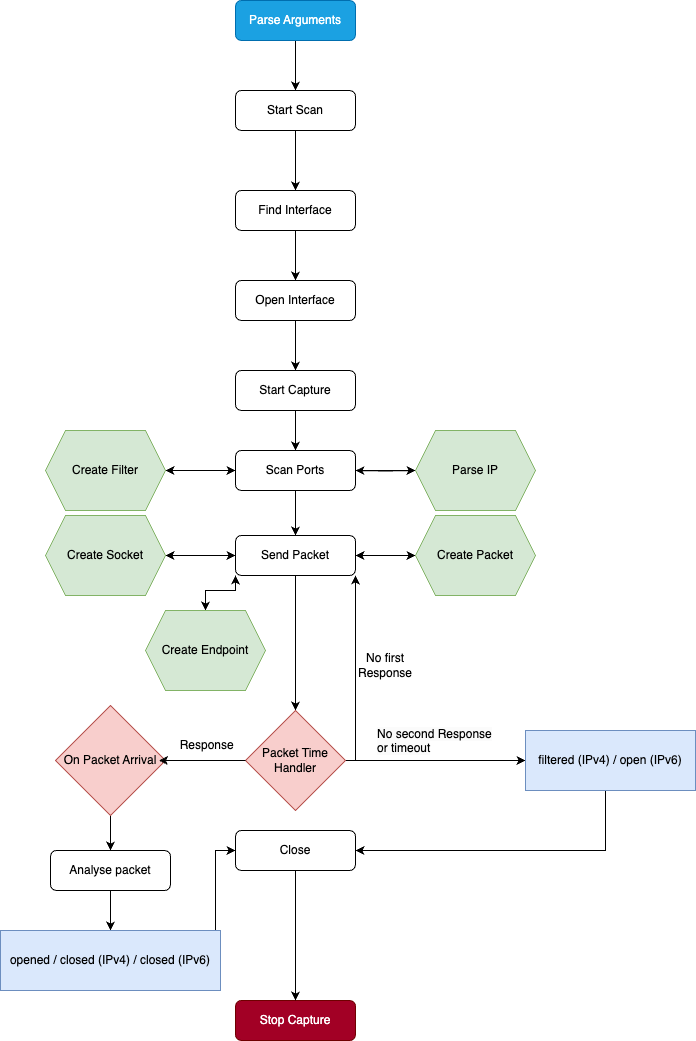 Parse Arguments
Start Scan
Find Interface
Open Interface
Start Capture
Create Filter
Scan Ports
Parse IP
Create Socket
Send Packet
Create Packet
Create Endpoint
No first
Response
On Packet Arrival
Response
Packet Time
Handler
No second Response
or timeout
filtered (IPv4) / open (IPv6)
Close
Analyse packet
opened / closed (IPv4) / closed (IPv6)
Stop Capture